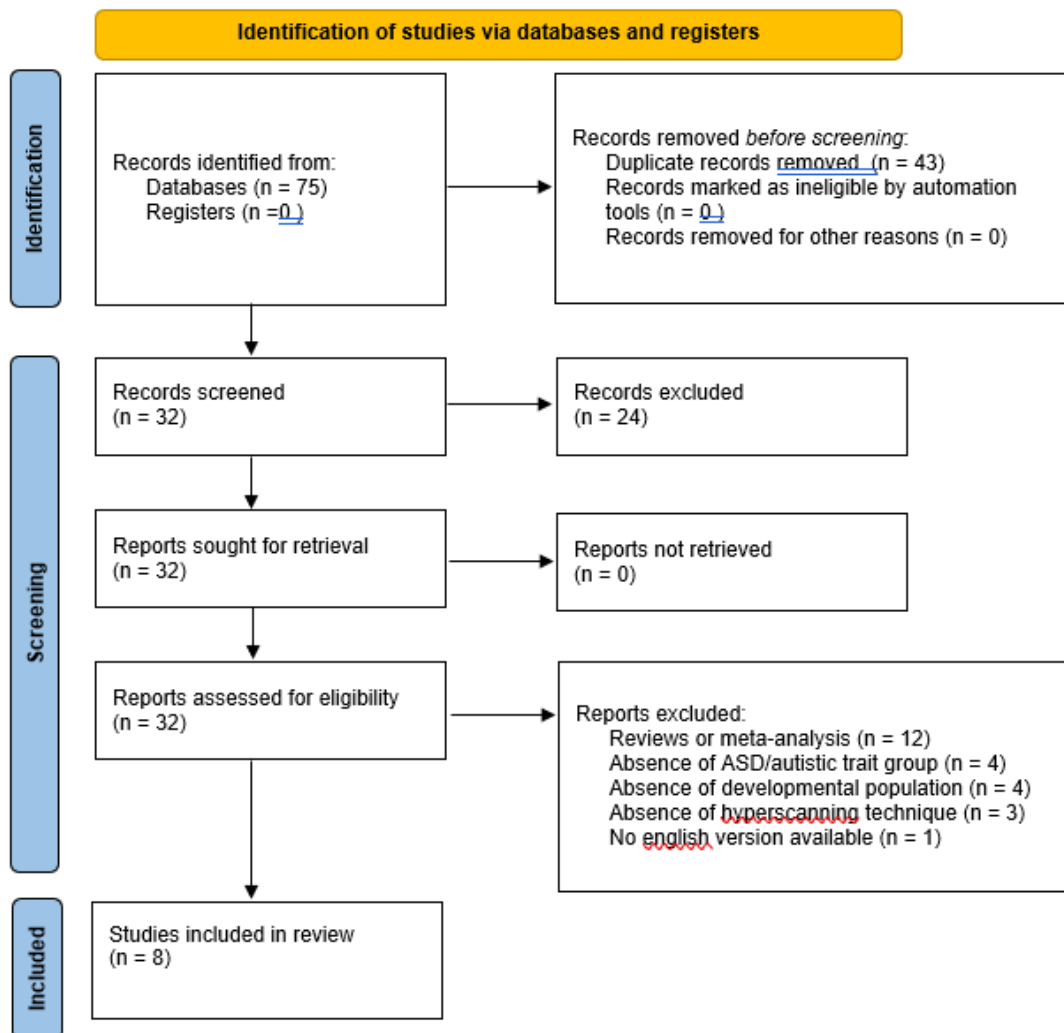 Identification of studies via databases and registers
Identification
Records identified from:
Databases (n = 75)
Registers (n =0 )
Records removed before screening:
Duplicate records removed  (n = 43)
Records marked as ineligible by automation
tools (n = 0 )
Records removed for other reasons (n = 0)
Screening
Records screened
(n = 32)
Records excluded
(n = 24)
Reports sought for retrieval
(n = 32)
Reports not retrieved
(n = 0)
Reports assessed for eligibility
(n = 32)
Reports excluded:
Reviews or meta-analysis (n = 12)
Absence of ASD/autistic trait group (n = 4)
Absence of developmental population (n = 4)
Absence of hyperscanning technique (n = 3)
No english version available (n = 1)
Included
Studies included in review
(n = 8)